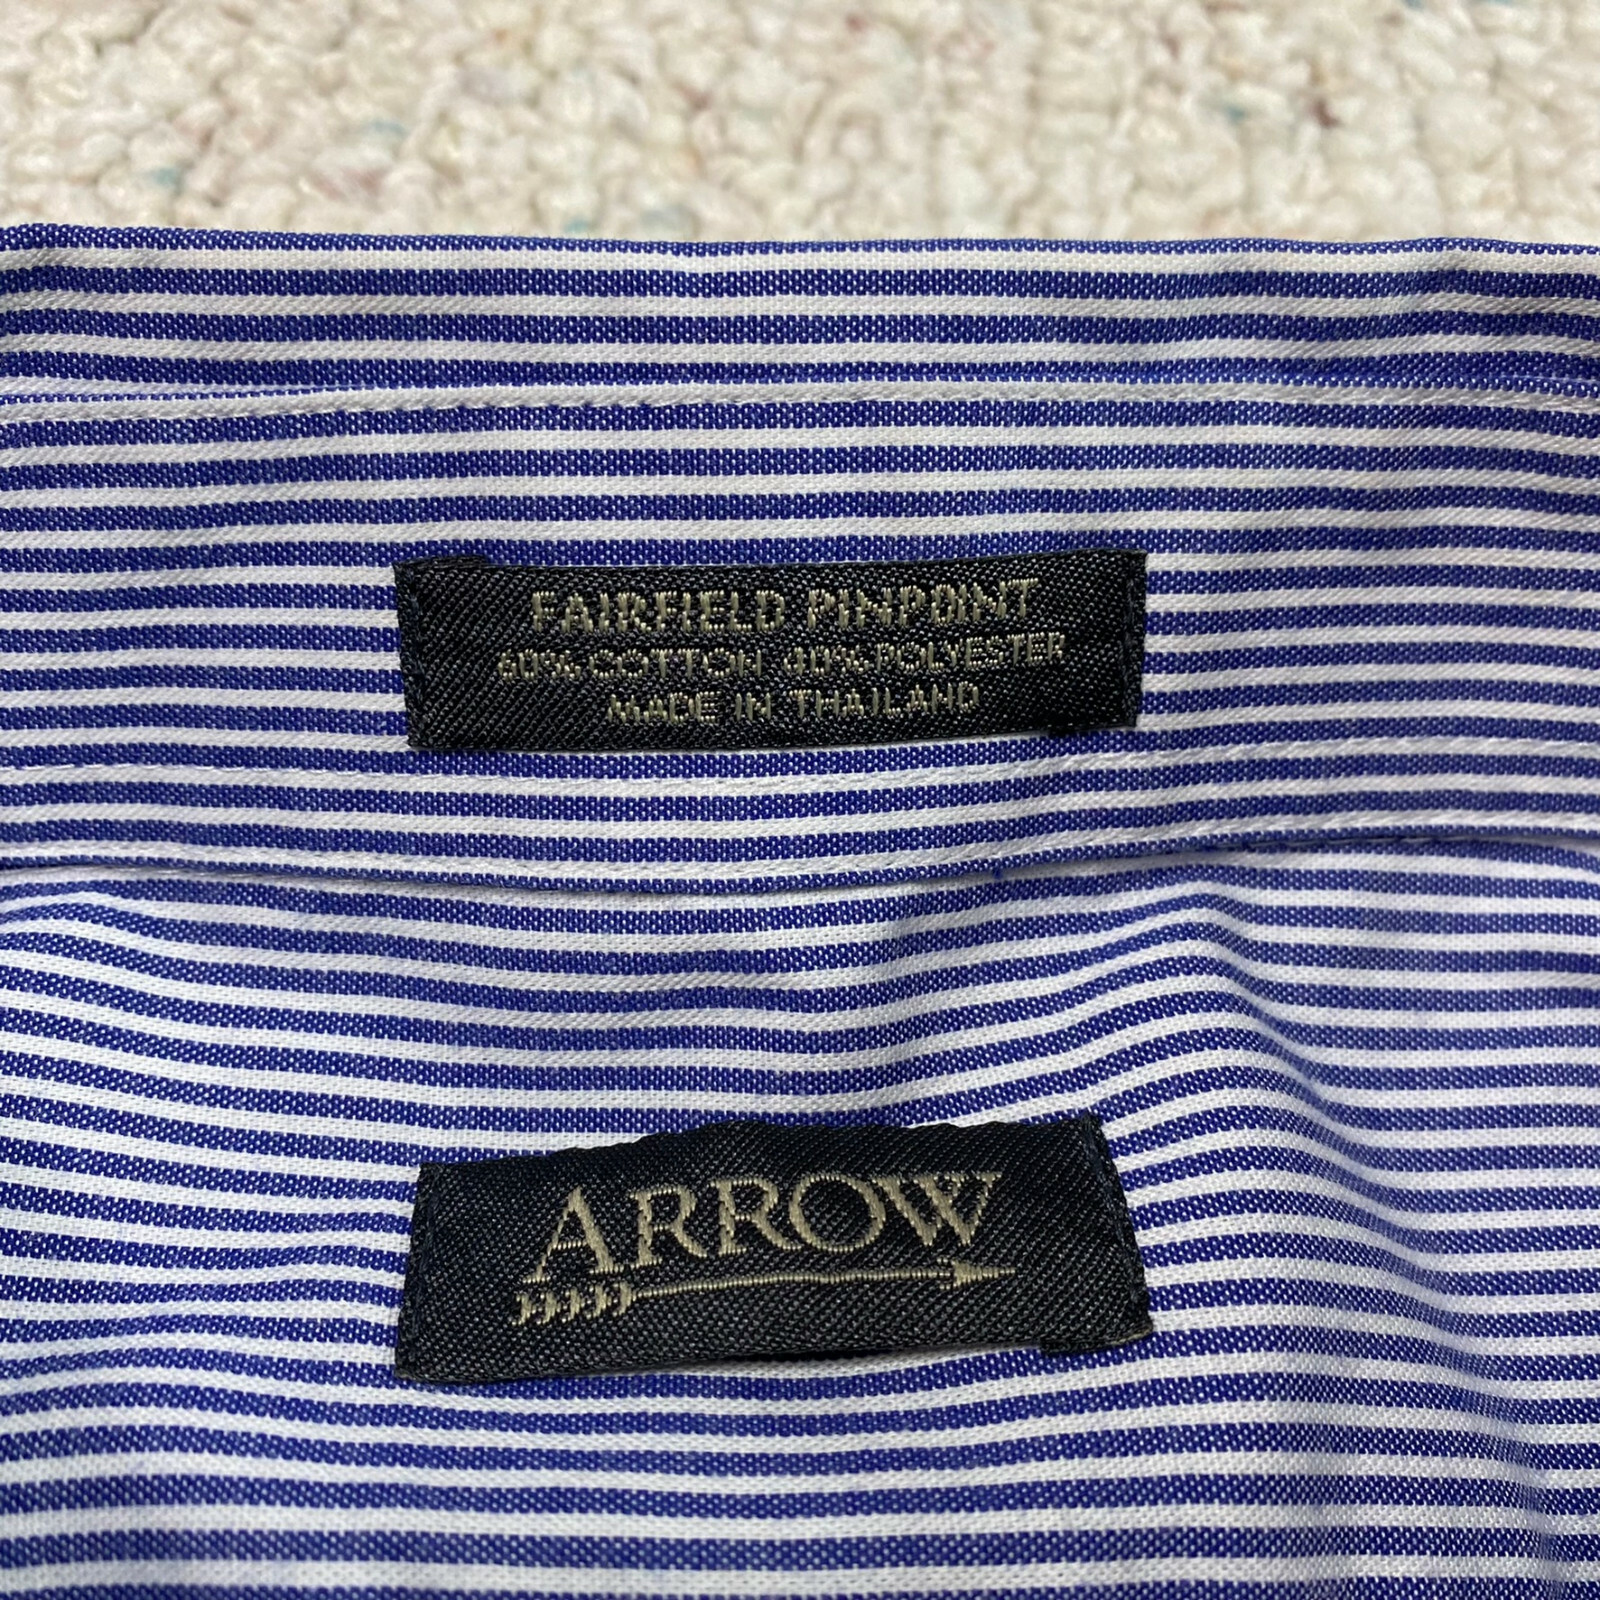 FAIRFIELD PINPOINT
60% COTTON 40% POLYESTER
MADE IN THAILAND
ARROW